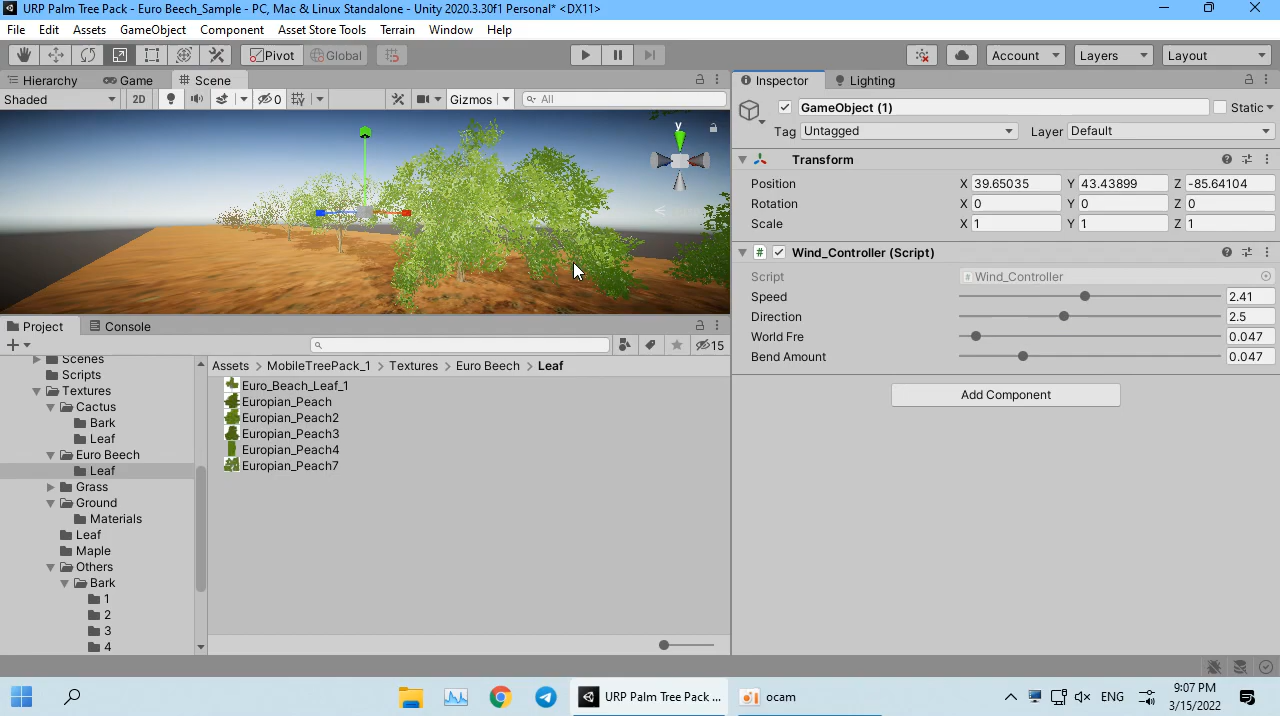 URP Palm Tree Pack - Euro Beech_Sample - PC, Mac & Linux Standalone - Unity 2020.3.30f1 Personal* <DX11>
File Edit Assets GameObject Component Asset Store Tools Terrain Window Help
Pivot Global Account Layers Layout
Hierarchy Game Scene
Shaded 2D 0 Gizmos All
y
Project Console
15
Scenes
Scripts
Textures
Cactus
Bark
Leaf
Euro Beech
Leaf
Grass
Ground
Materials
Leaf
Maple
Others
Bark
1
2
3
4
Assets > MobileTreePack_1 > Textures > Euro Beech > Leaf
Euro_Beach_Leaf_1
Europian_Peach
Europian_Peach2
Europian_Peach3
Europian_Peach4
Europian_Peach7
Inspector Lighting
GameObject (1) Static
Tag Untagged Layer Default
Transform
Position X 39.65035 Y 43.43899 Z -85.64104
Rotation X 0 Y 0 Z 0
Scale X 1 Y 1 Z 1
# Wind_Controller (Script)
Script # Wind_Controller
Speed 2.41
Direction 2.5
World Fre 0.047
Bend Amount 0.047
Add Component
URP Palm Tree Pack ... ocam ENG 9:07 PM
3/15/2022